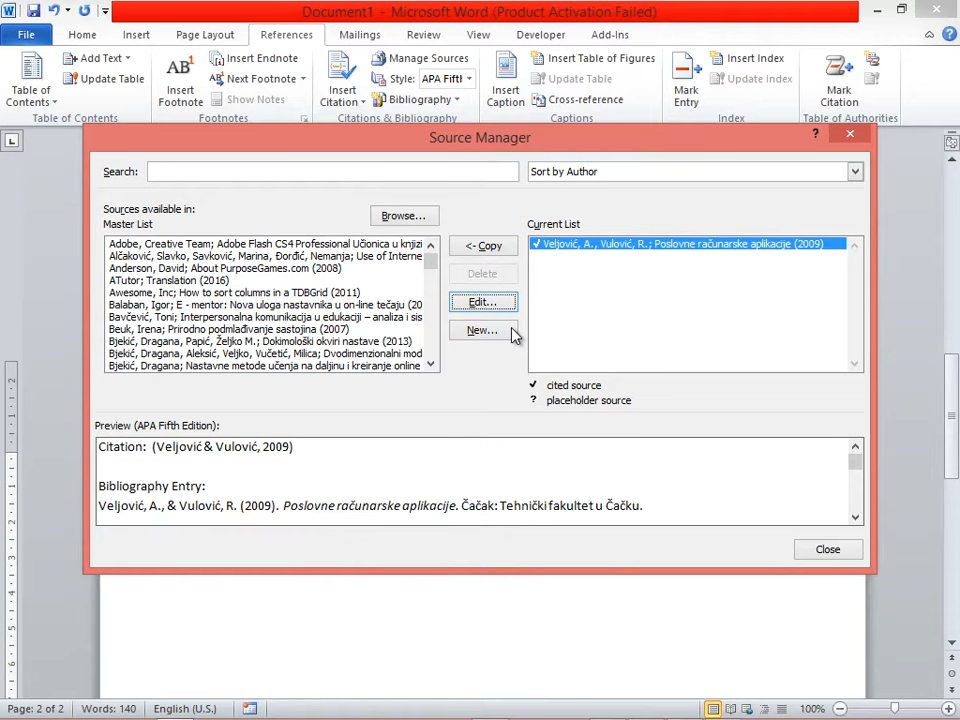 Document1 - Microsoft Word (Product Activation Failed)
File Home Insert Page Layout References Mailings Review View Developer Add-Ins
Table of Contents
Add Text
Update Table
Table of Contents
AB¹
Insert Footnote
Insert Endnote
Next Footnote
Show Notes
Footnotes
Insert Citation
Manage Sources
Style: APA Fifth
Bibliography
Citations & Bibliography
Insert Caption
Insert Table of Figures
Update Table
Cross-reference
Captions
Mark Entry
Insert Index
Update Index
Index
Mark Citation
Table of Authorities
Source Manager
Search:
Sort by Author
Sources available in:
Master List
Browse...
Current List
Adobe, Creative Team; Adobe Flash CS4 Professional Učionica u knjizi
Alčaković, Slavko, Savković, Marina, Đorđić, Nemanja; Use of Interne
Anderson, David; About PurposeGames.com (2008)
ATutor; Translation (2016)
Awesome, Inc; How to sort columns in a TDBGrid (2011)
Balaban, Igor; E - mentor: Nova uloga nastavnika u on-line tečaju (20
Bavčević, Toni; Interpersonalna komunikacija u edukaciji – analiza i sis
Beuk, Irena; Prirodno podmlađivanje sastojina (2007)
Bjekić, Dragana, Papić, Željko M.; Dokimološki okviri nastave (2013)
Bjekić, Dragana, Aleksić, Veljko, Vučetić, Milica; Dvodimenzionalni mod
Bjekić, Dragana; Nastavne metode učenja na daljinu i kreiranje online
<- Copy
Delete
Edit...
New...
✓ Veljović, A., Vulović, R.; Poslovne računarske aplikacije (2009)
✓ cited source
? placeholder source
Preview (APA Fifth Edition):
Citation: (Veljović & Vulović, 2009)
Bibliography Entry:
Veljović, A., & Vulović, R. (2009). Poslovne računarske aplikacije. Čačak: Tehnički fakultet u Čačku.
Close
Page: 2 of 2 Words: 140 English (U.S.) 100%